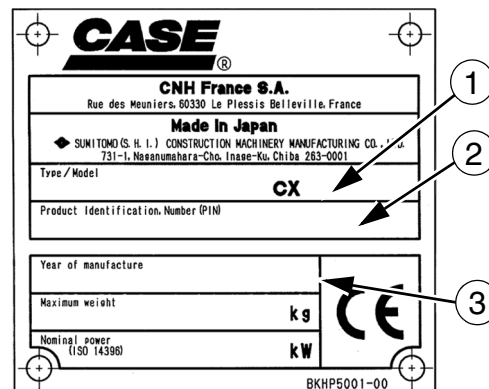 CASE
®
CNH France S.A.
Rue des Meuniers, 60330 Le Plessis Belleville, France
Made In Japan
SUMITOMO (S. H. I.) CONSTRUCTION MACHINERY MANUFACTURING CO.,
731-1, Naganumahara-Cho, Inage-Ku, Chiba 263-0001
Type/Model
CX
1
Product Identification, Number (PIN)
2
Year of manufacture
3
Maximum weight
kg
CE
Nominal power
(ISO 14396)
kW
BKHP5001-00